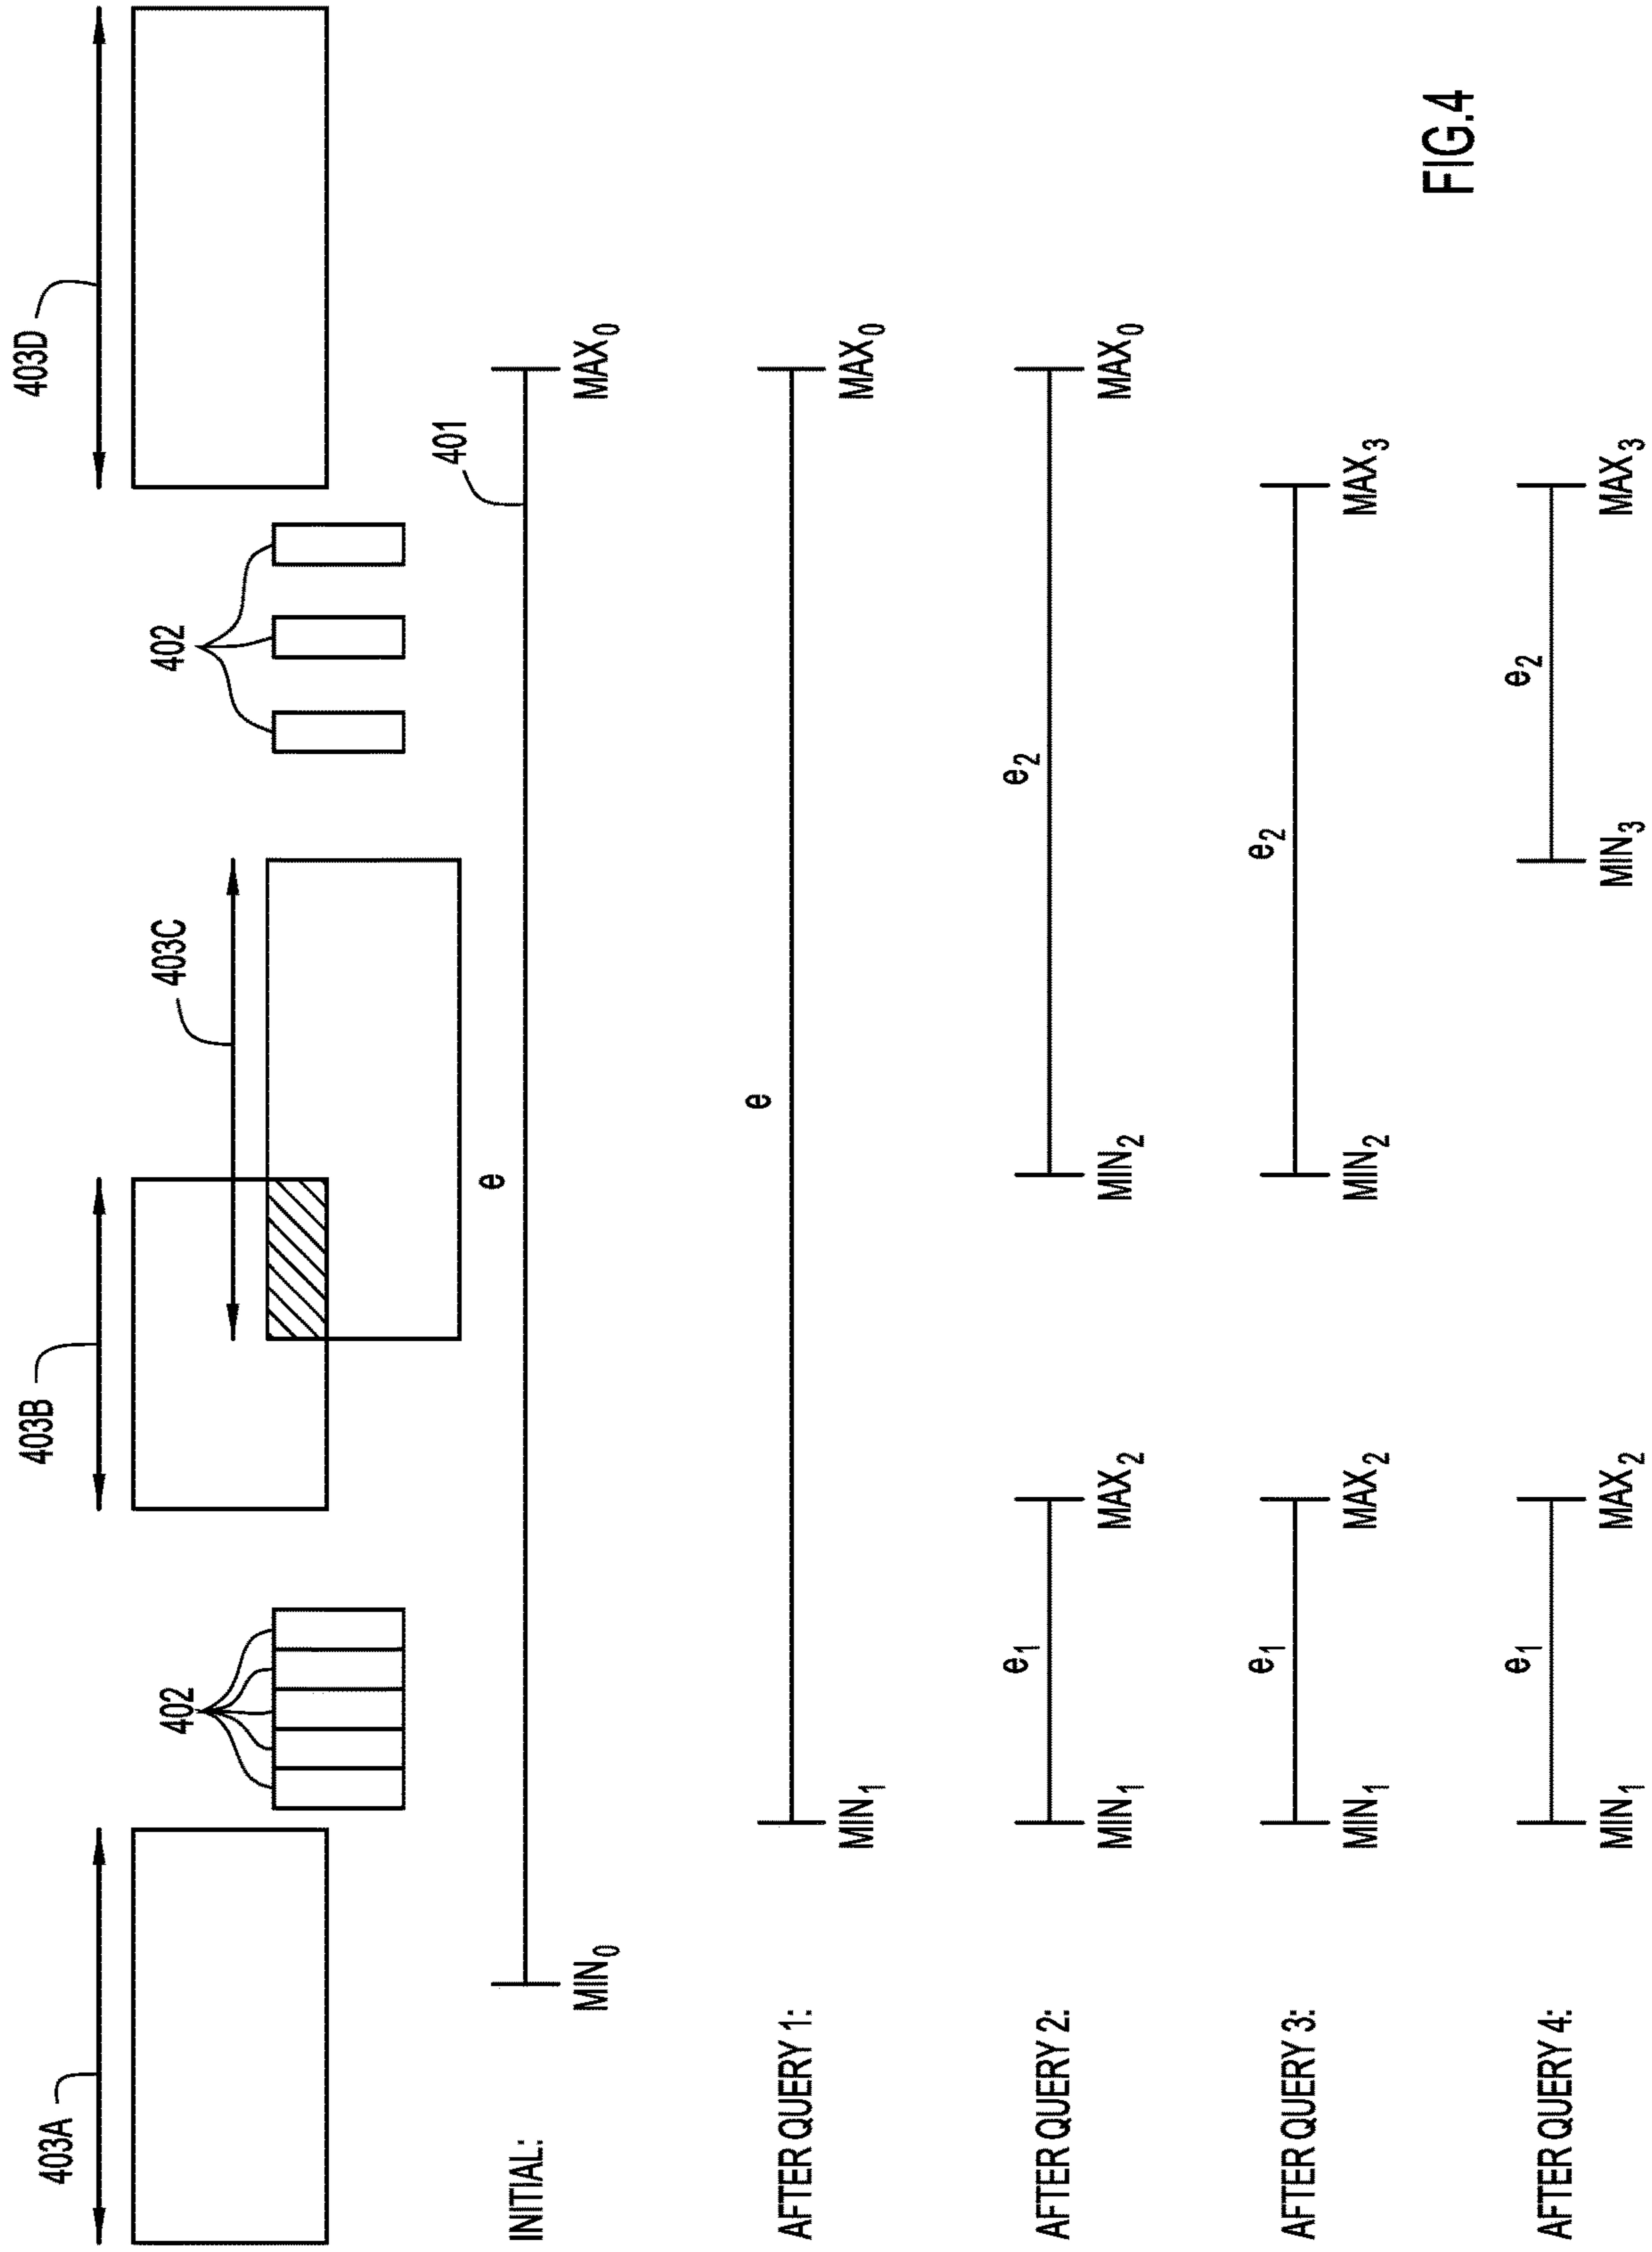 403A
403B
403D
403C
402
402
401
e
INITIAL:
MIN0
MAX0
e
AFTER QUERY 1:
MIN1
MAX0
e1
e2
AFTER QUERY 2:
MIN1
MAX2
MIN2
MAX0
e1
e2
AFTER QUERY 3:
MIN1
MAX2
MIN2
MAX3
e1
e2
AFTER QUERY 4:
MIN1
MAX2
MIN3
MAX3
FIG.4